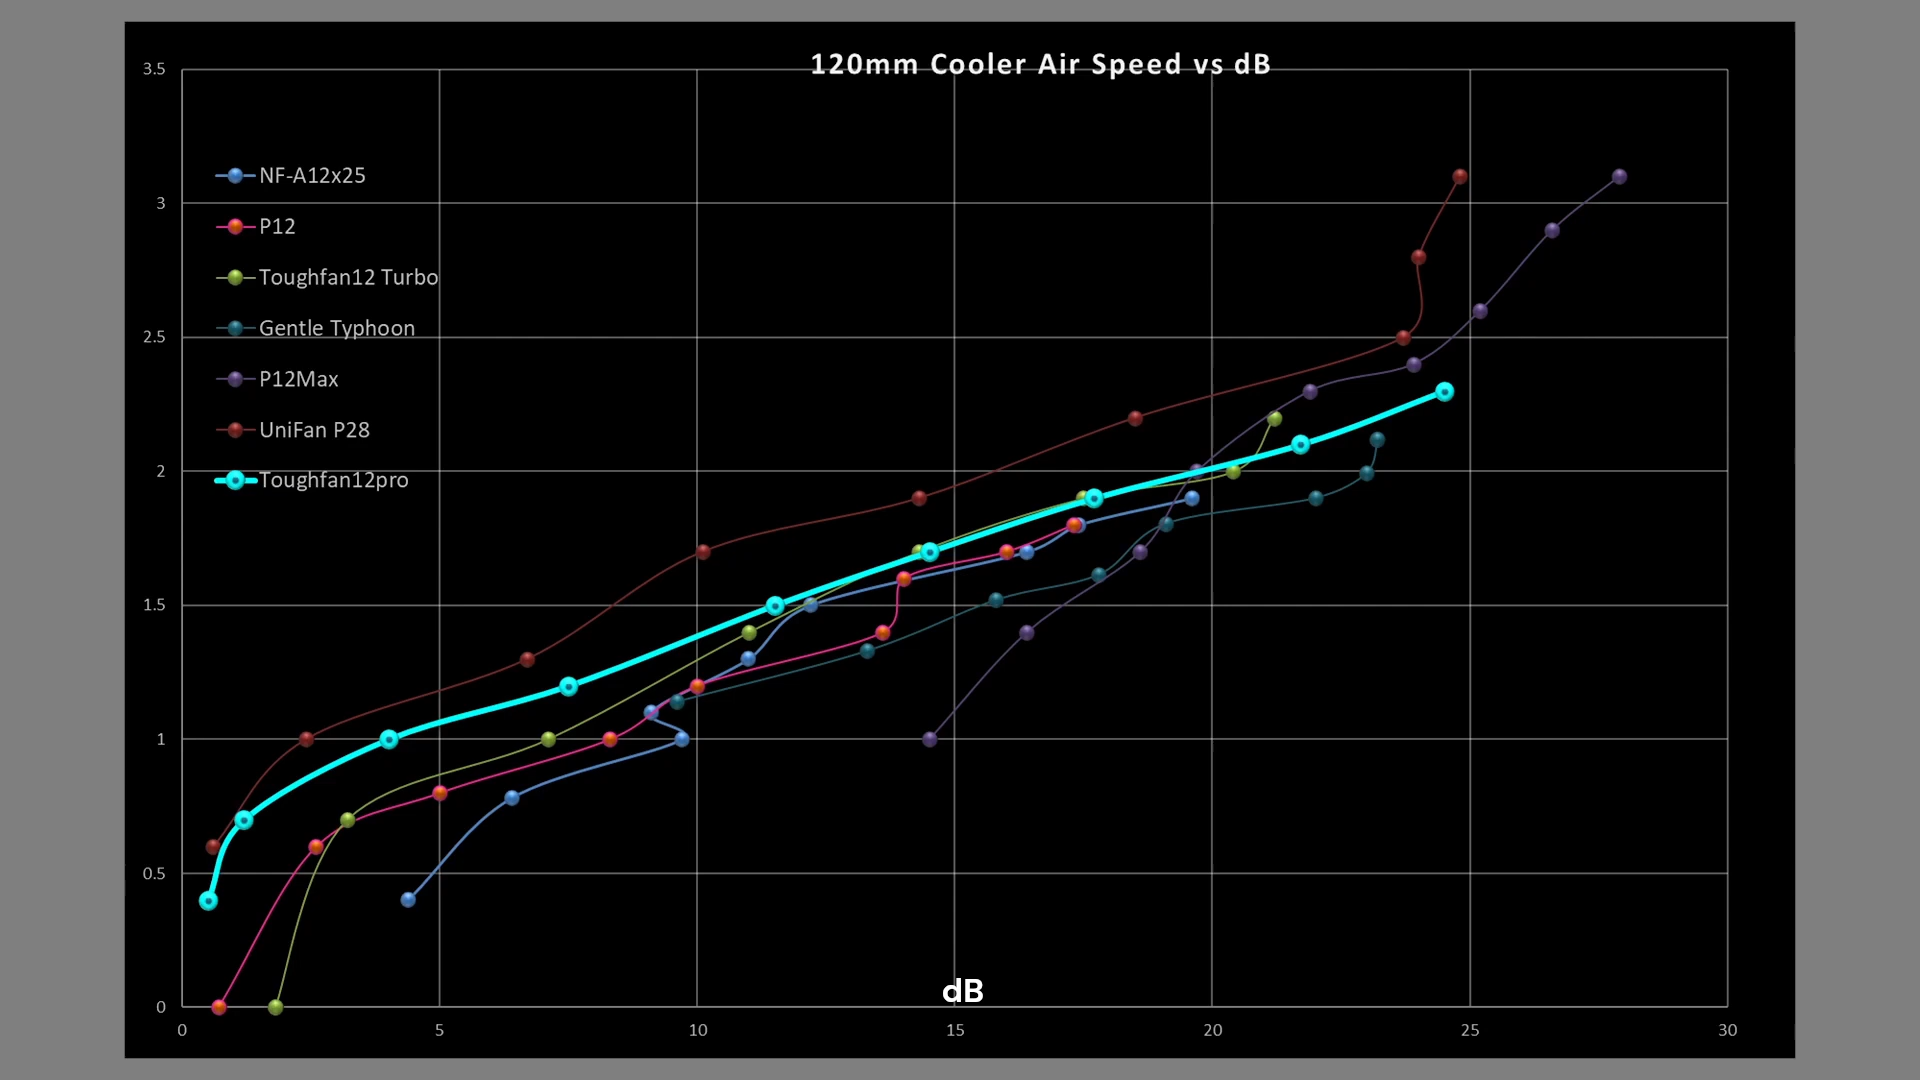 120mm Cooler Air Speed vs dB
3.5
3
2.5
2
1.5
1
0.5
0
NF-A12x25
P12
Toughfan12 Turbo
Gentle Typhoon
P12Max
UniFan P28
Toughfan12pro
dB
0 5 10 15 20 25 30